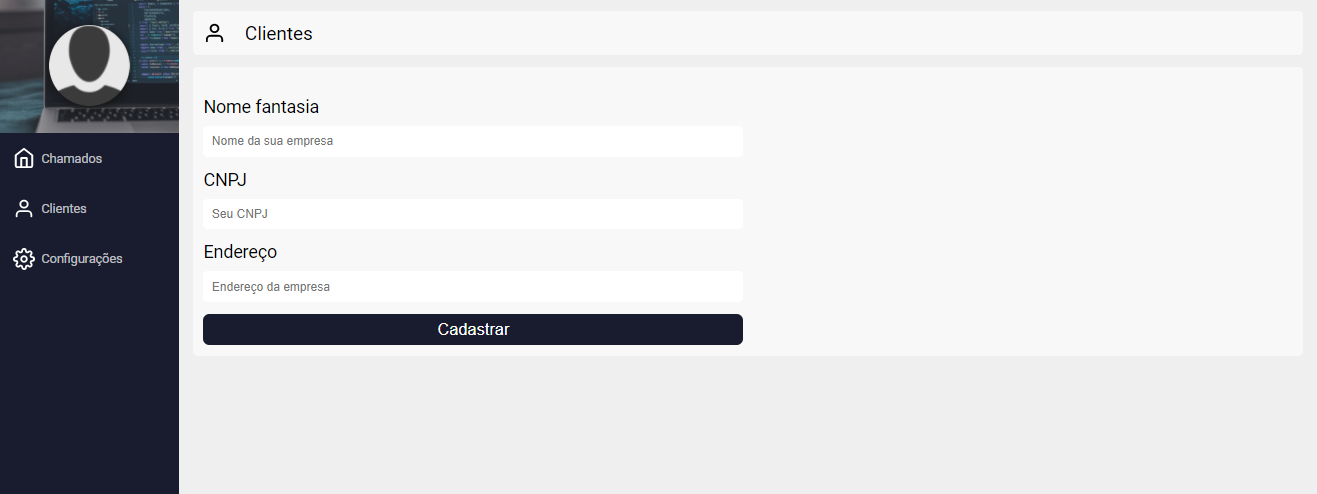 Chamados
Clientes
Configurações
Clientes
Nome fantasia
Nome da sua empresa
CNPJ
Seu CNPJ
Endereço
Endereço da empresa
Cadastrar